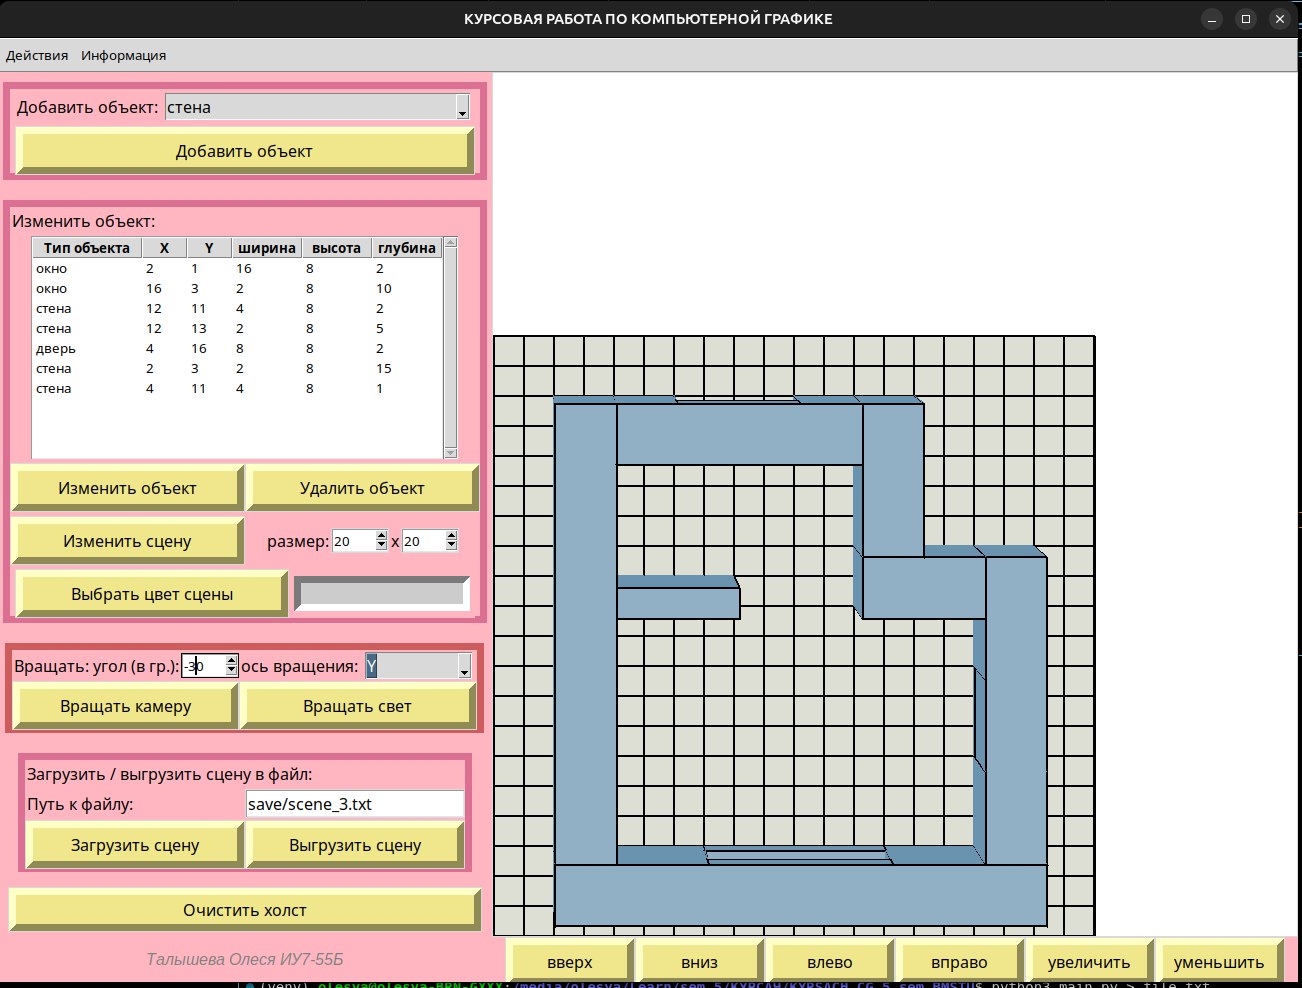 КУРСОВАЯ РАБОТА ПО КОМПЬЮТЕРНОЙ ГРАФИКЕ
Действия Информация
Добавить объект: стена
Добавить объект
Изменить объект:
Тип объекта X Y ширина высота глубина
окно 2 1 16 8 2
окно 16 3 2 8 10
стена 12 11 4 8 2
стена 12 13 2 8 5
дверь 4 16 8 8 2
стена 2 3 2 8 15
стена 4 11 4 8 1
Изменить объект Удалить объект
Изменить сцену размер: 20 x 20
Выбрать цвет сцены
Вращать: угол (в гр.): -30 ось вращения: Y
Вращать камеру Вращать свет
Загрузить / выгрузить сцену в файл:
Путь к файлу: save/scene_3.txt
Загрузить сцену Выгрузить сцену
Очистить холст
Талышева Олеся ИУ7-55Б
вверх вниз влево вправо увеличить уменьшить